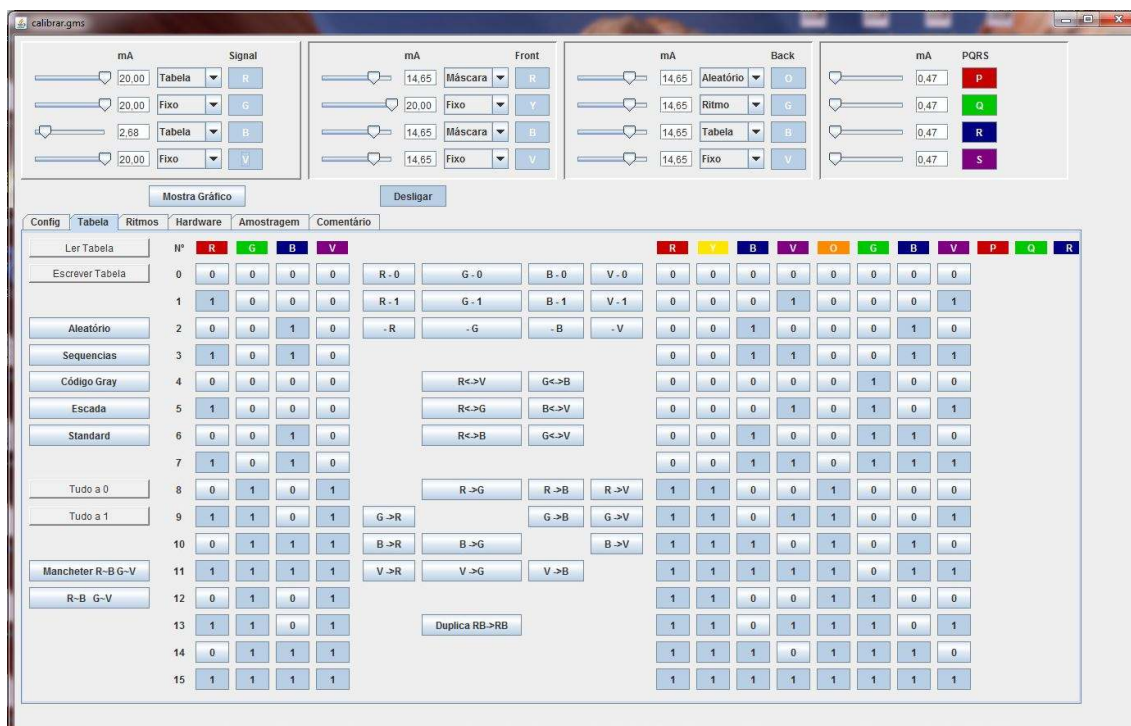 calibrar.gms
mA Signal mA Front mA Back mA PQRS
20,00 Tabela R 14,65 Máscara R 14,65 Aleatório O 0,47 P
20,00 Fixo G 20,00 Fixo Y 14,65 Ritmo G 0,47 Q
2,68 Tabela B 14,65 Máscara B 14,65 Tabela B 0,47 R
20,00 Fixo V 14,65 Fixo V 14,65 Fixo V 0,47 S
Mostra Gráfico Desligar
Config Tabela Ritmos Hardware Amostragem Comentário
Ler Tabela Nº R G B V R Y B V O G B V P Q R
Escrever Tabela 0 0 0 0 0 R - 0 G - 0 B - 0 V - 0 0 0 0 0 0 0 0 0
1 1 0 0 0 R - 1 G - 1 B - 1 V - 1 0 0 0 1 0 0 0 1
Aleatório 2 0 0 1 0 - R - G - B - V 0 0 1 0 0 0 1 0
Sequencias 3 1 0 1 0 0 0 1 1 0 0 1 1
Código Gray 4 0 0 0 0 R<->V G<->B 0 0 0 0 0 1 0 0
Escada 5 1 0 0 0 R<->G B<->V 0 0 0 1 0 1 0 1
Standard 6 0 0 1 0 R<->B G<->V 0 0 1 0 0 1 1 0
7 1 0 1 0 0 0 1 1 0 1 1 1
Tudo a 0 8 0 1 0 1 R ->G R ->B R ->V 1 1 0 0 1 0 0 0
Tudo a 1 9 1 1 0 1 G ->R G ->B G ->V 1 1 0 1 1 0 0 1
10 0 1 1 1 B ->R B ->G B ->V 1 1 1 0 1 0 1 0
Mancheter R~B G~V 11 1 1 1 1 V ->R V ->G V ->B 1 1 1 1 1 0 1 1
R~B G~V 12 0 1 0 1 1 1 0 0 1 1 0 0
13 1 1 0 1 Duplica RB->RB 1 1 0 1 1 1 0 1
14 0 1 1 1 1 1 1 0 1 1 1 0
15 1 1 1 1 1 1 1 1 1 1 1 1